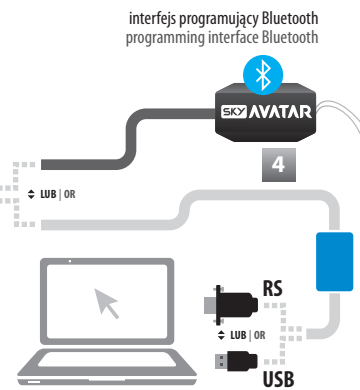 interfejs programujący Bluetooth
programming interface Bluetooth
SKY AVATAR
4
LUB | OR
RS
LUB | OR
USB